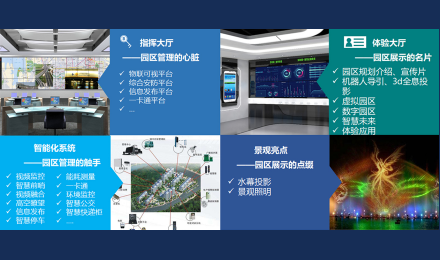 指挥大厅
——园区管理的心脏
✓ 物联可视平台
✓ 综合安防平台
✓ 信息发布平台
✓ 一卡通平台
✓ ...
体验大厅
——园区展示的名片
✓ 园区规划介绍、宣传片
✓ 机器人导引、3d全息投
影
✓ 虚拟园区
✓ 数字园区
✓ 智慧未来
✓ 体验应用
智能化系统
——园区管理的触手
✓ 视频监控 ✓ 能耗测量
✓ 智慧前哨 ✓ 一卡通
✓ 视频融合 ✓ 环境监控
✓ 高空瞭望 ✓ 智慧公交
✓ 信息发布 ✓ 智慧快递柜
✓ 智慧停车 ✓ ....
景观亮点
——园区展示的点缀
✓ 水幕投影
✓ 景观照明